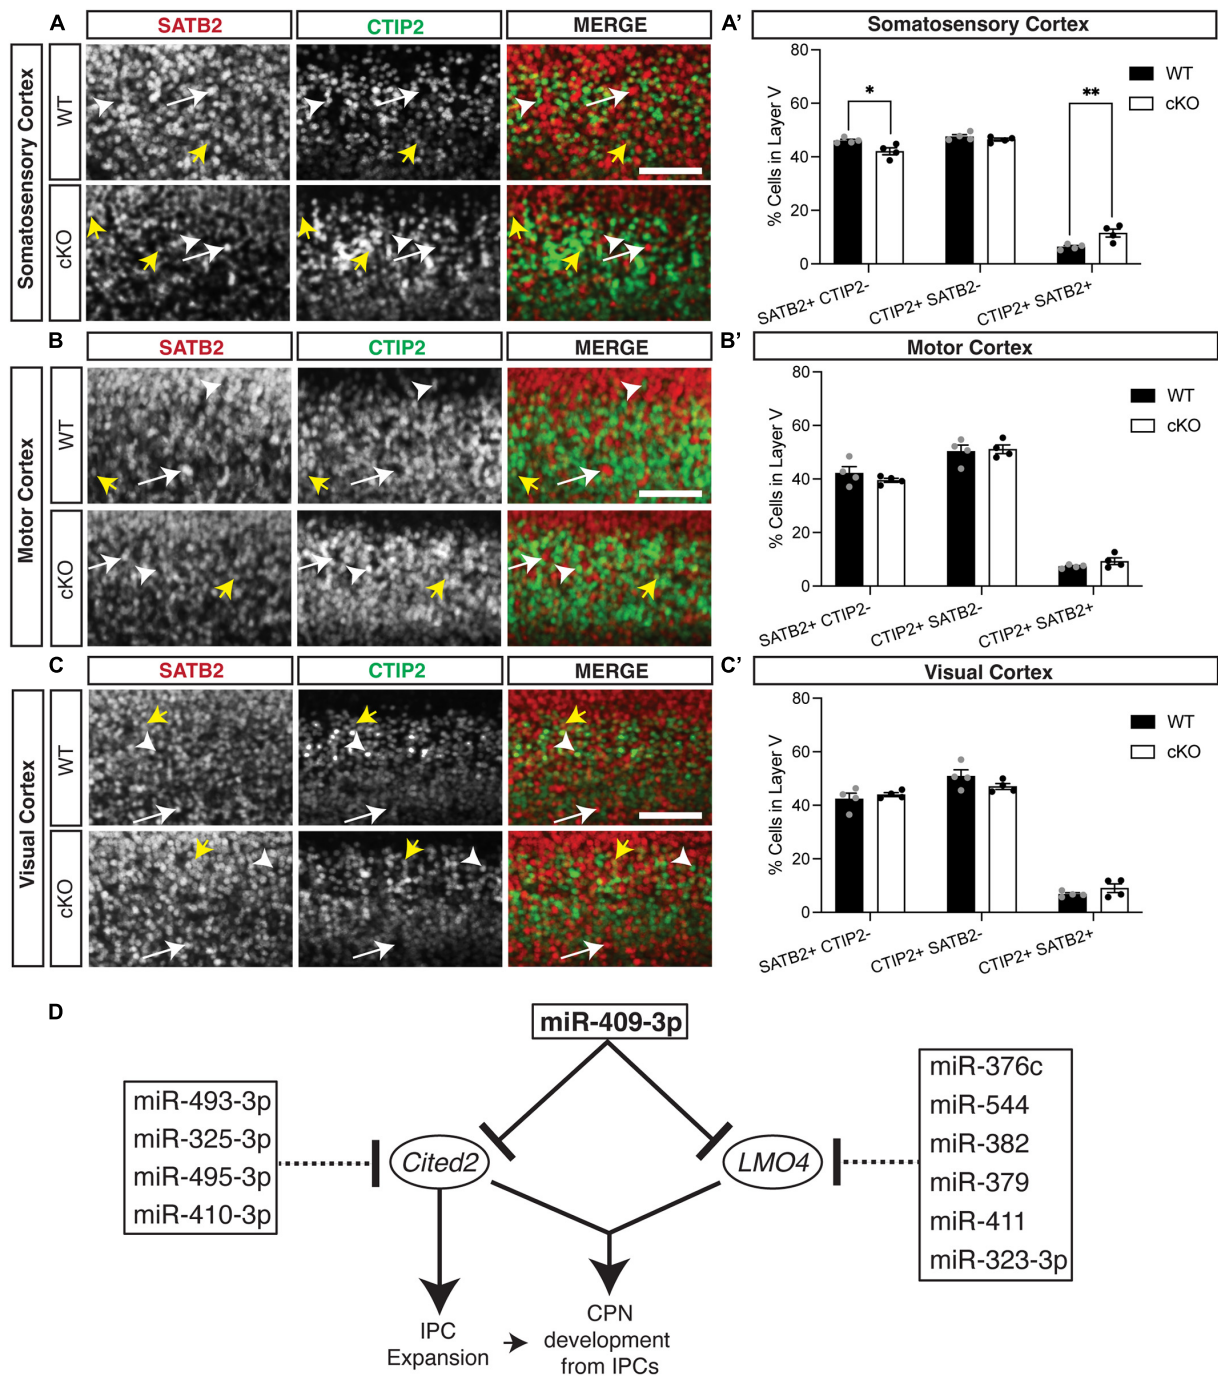 A SATB2 CTIP2 MERGE
Somatosensory Cortex
WT
cKO
A' Somatosensory Cortex
80
60
40
20
0
% Cells in Layer V
*
**
WT
cKO
SATB2+ CTIP2-
CTIP2+ SATB2-
CTIP2+ SATB2+
B SATB2 CTIP2 MERGE
Motor Cortex
WT
cKO
B' Motor Cortex
80
60
40
20
0
% Cells in Layer V
WT
cKO
SATB2+ CTIP2-
CTIP2+ SATB2-
CTIP2+ SATB2+
C SATB2 CTIP2 MERGE
Visual Cortex
WT
cKO
C' Visual Cortex
80
60
40
20
0
% Cells in Layer V
WT
cKO
SATB2+ CTIP2-
CTIP2+ SATB2-
CTIP2+ SATB2+
D
miR-409-3p
miR-493-3p
miR-325-3p
miR-495-3p
miR-410-3p
Cited2
LMO4
miR-376c
miR-544
miR-382
miR-379
miR-411
miR-323-3p
IPC
Expansion
CPN
development
from IPCs